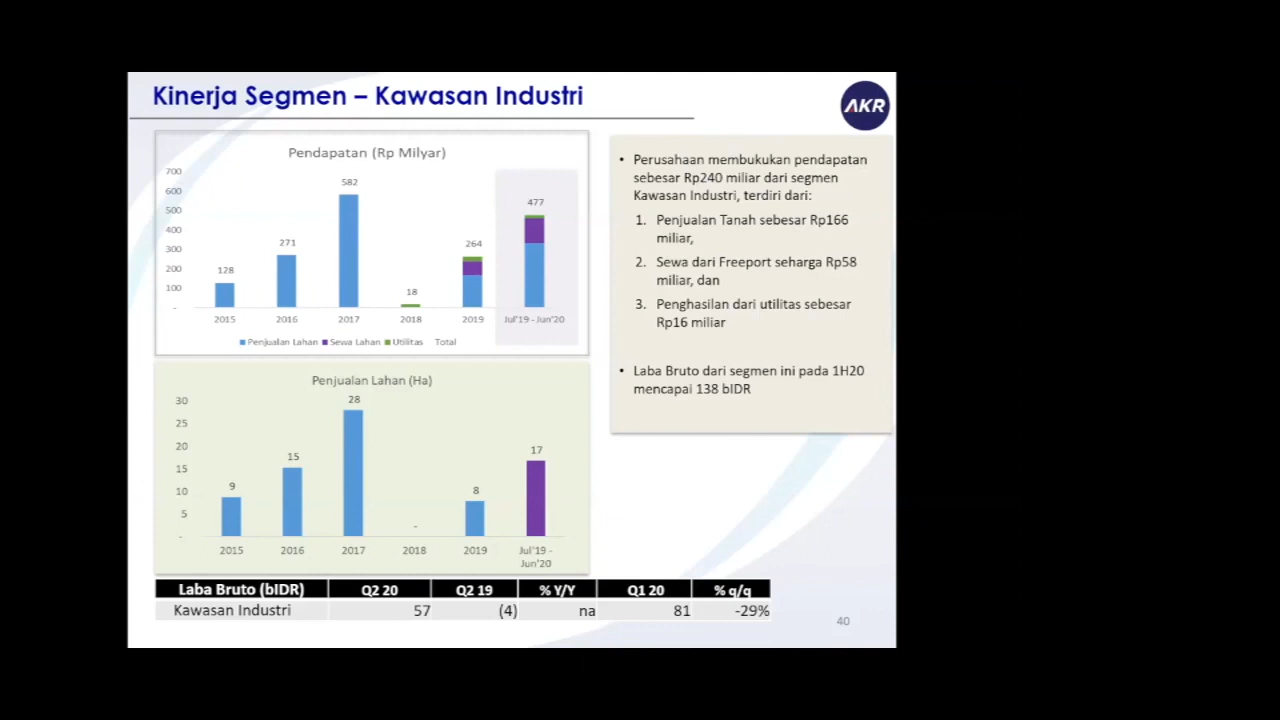 Kinerja Segmen – Kawasan Industri
AKR
Pendapatan (Rp Milyar)
700
600
500
400
300
200
100
-
128
271
582
18
264
477
2015 2016 2017 2018 2019 Jul'19 - Jun'20
Penjualan Lahan Sewa Lahan Utilitas Total
Penjualan Lahan (Ha)
30
25
20
15
10
5
-
9
15
28
-
8
17
2015 2016 2017 2018 2019 Jul'19 -
Jun'20
• Perusahaan membukukan pendapatan
sebesar Rp240 miliar dari segmen
Kawasan Industri, terdiri dari:
1. Penjualan Tanah sebesar Rp166
miliar,
2. Sewa dari Freeport seharga Rp58
miliar, dan
3. Penghasilan dari utilitas sebesar
Rp16 miliar
• Laba Bruto dari segmen ini pada 1H20
mencapai 138 bIDR
Laba Bruto (bIDR) Q2 20 Q2 19 % Y/Y Q1 20 % q/q
Kawasan Industri 57 (4) na 81 -29%
40